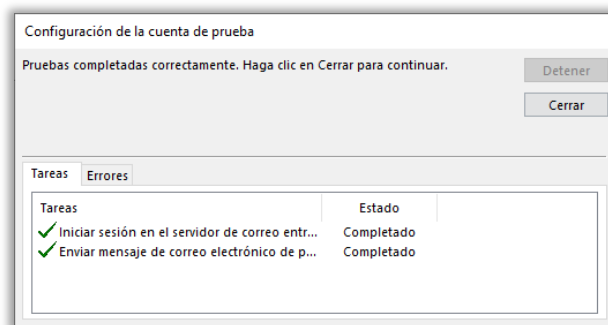 Configuración de la cuenta de prueba
Pruebas completadas correctamente. Haga clic en Cerrar para continuar.
Detener
Cerrar
Tareas Errores
Tareas Estado
Iniciar sesión en el servidor de correo entr... Completado
Enviar mensaje de correo electrónico de p... Completado